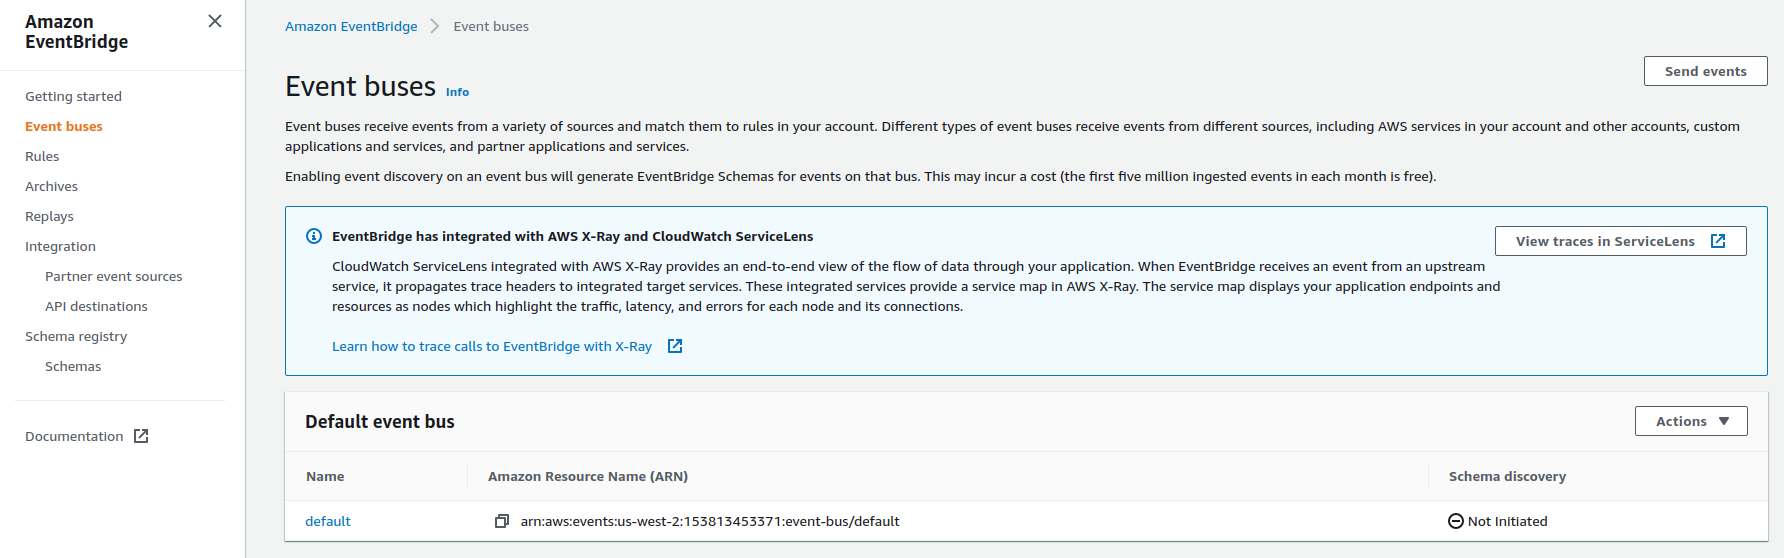 Amazon
EventBridge
Getting started
Event buses
Rules
Archives
Replays
Integration
Partner event sources
API destinations
Schema registry
Schemas
Documentation
Amazon EventBridge
Event buses
Event buses Info
Send events
Event buses receive events from a variety of sources and match them to rules in your account. Different types of event buses receive events from different sources, including AWS services in your account and other accounts, custom
applications and services, and partner applications and services.
Enabling event discovery on an event bus will generate EventBridge Schemas for events on that bus. This may incur a cost (the first five million ingested events in each month is free).
EventBridge has integrated with AWS X-Ray and CloudWatch ServiceLens
View traces in ServiceLens
CloudWatch ServiceLens integrated with AWS X-Ray provides an end-to-end view of the flow of data through your application. When EventBridge receives an event from an upstream
service, it propagates trace headers to integrated target services. These integrated services provide a service map in AWS X-Ray. The service map displays your application endpoints and
resources as nodes which highlight the traffic, latency, and errors for each node and its connections.
Learn how to trace calls to EventBridge with X-Ray
Default event bus
Actions
Name
Amazon Resource Name (ARN)
Schema discovery
default
arn:aws:events:us-west-2:153813453371:event-bus/default
Not Initiated